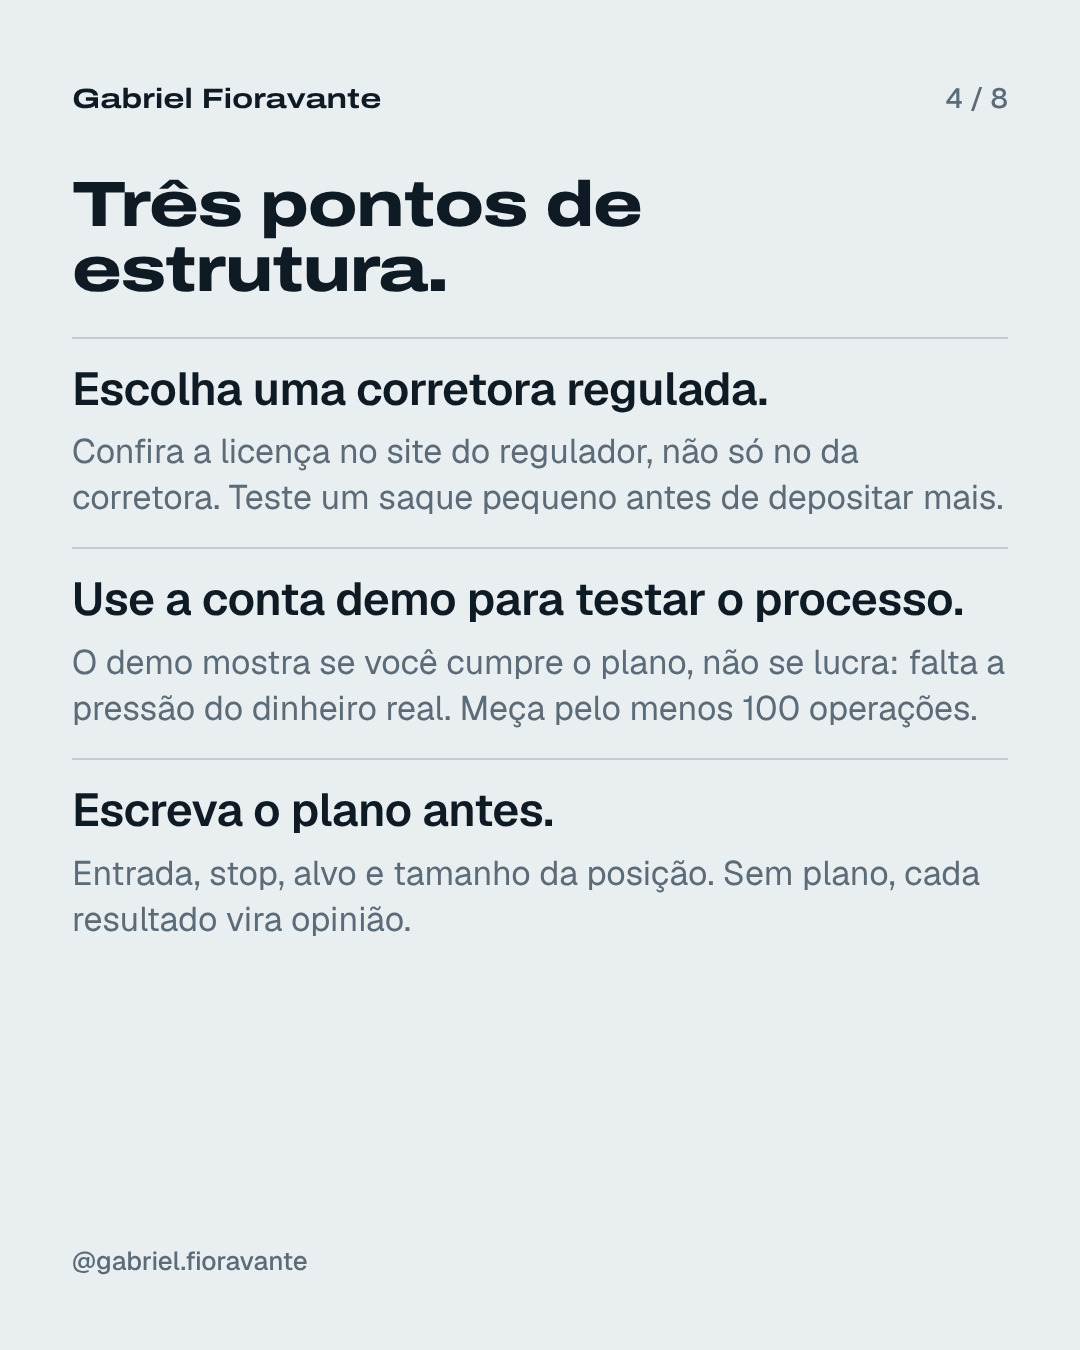 Gabriel Fioravante
4 / 8
Três pontos de
estrutura.
Escolha uma corretora regulada.
Confira a licença no site do regulador, não só no da
corretora. Teste um saque pequeno antes de depositar mais.
Use a conta demo para testar o processo.
O demo mostra se você cumpre o plano, não se lucra: falta a
pressão do dinheiro real. Meça pelo menos 100 operações.
Escreva o plano antes.
Entrada, stop, alvo e tamanho da posição. Sem plano, cada
resultado vira opinião.
@gabriel.fioravante